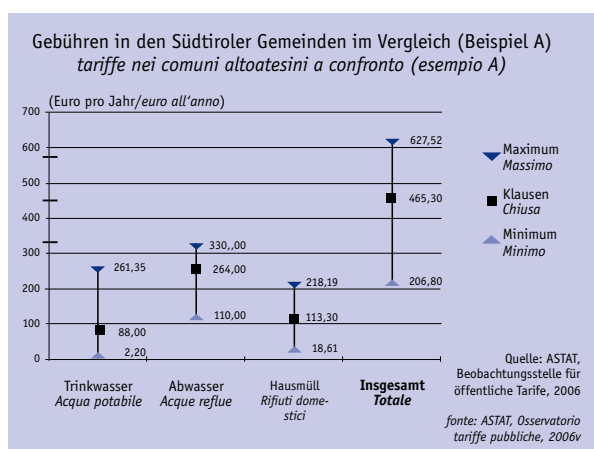 Gebühren in den Südtiroler Gemeinden im Vergleich (Beispiel A)
tariffe nei comuni altoatesini a confronto (esempio A)
(Euro pro Jahr/euro all'anno)
700
600
500
400
300
200
100
0
261,35
88,00
2,20
330,,00
264,00
110,00
218,19
113,30
18,61
627,52
465,30
206,80
Maximum
Massimo
Klausen
Chiusa
Minimum
Minimo
Trinkwasser
Acqua potabile
Abwasser
Acque reflue
Hausmüll
Rifiuti dome-
stici
Insgesamt
Totale
Quelle: ASTAT,
Beobachtungsstelle für
öffentliche Tarife, 2006
fonte: ASTAT, Osservatorio
tariffe pubbliche, 2006v